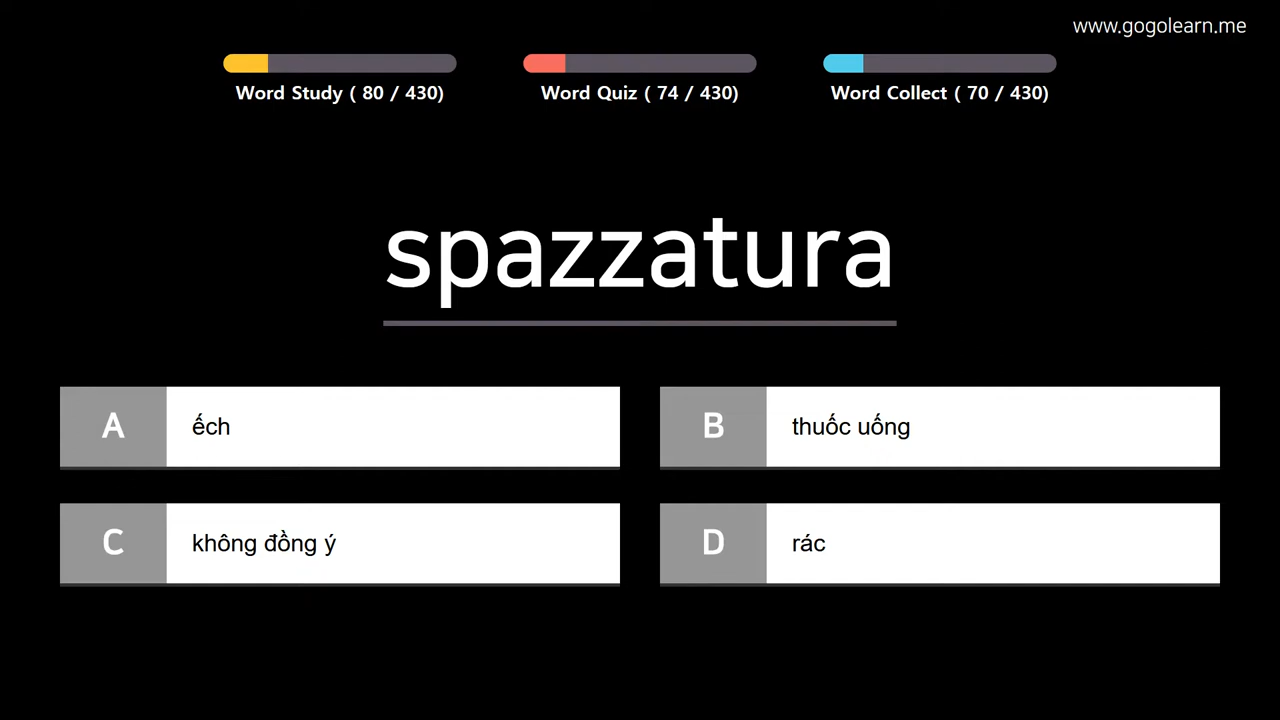 www.gogolearn.me
Word Study ( 80 / 430)
Word Quiz ( 74 / 430)
Word Collect ( 70 / 430)
spazzatura
A ếch
B thuốc uống
C không đồng ý
D rác